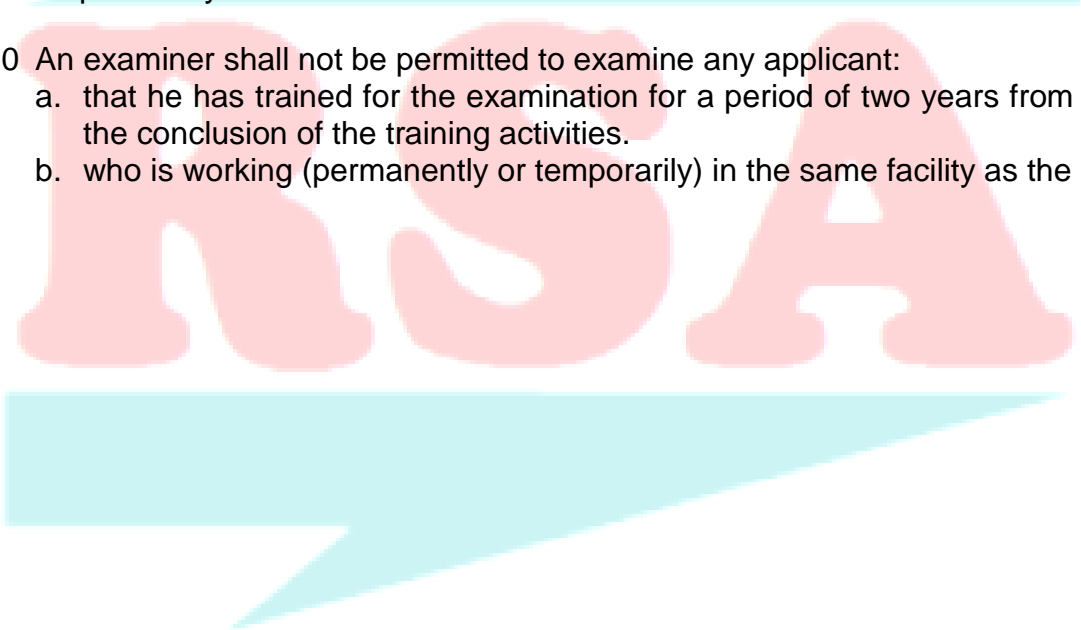 0 An examiner shall not be permitted to examine any applicant:
a. that he has trained for the examination for a period of two years from
the conclusion of the training activities.
b. who is working (permanently or temporarily) in the same facility as the
RSA